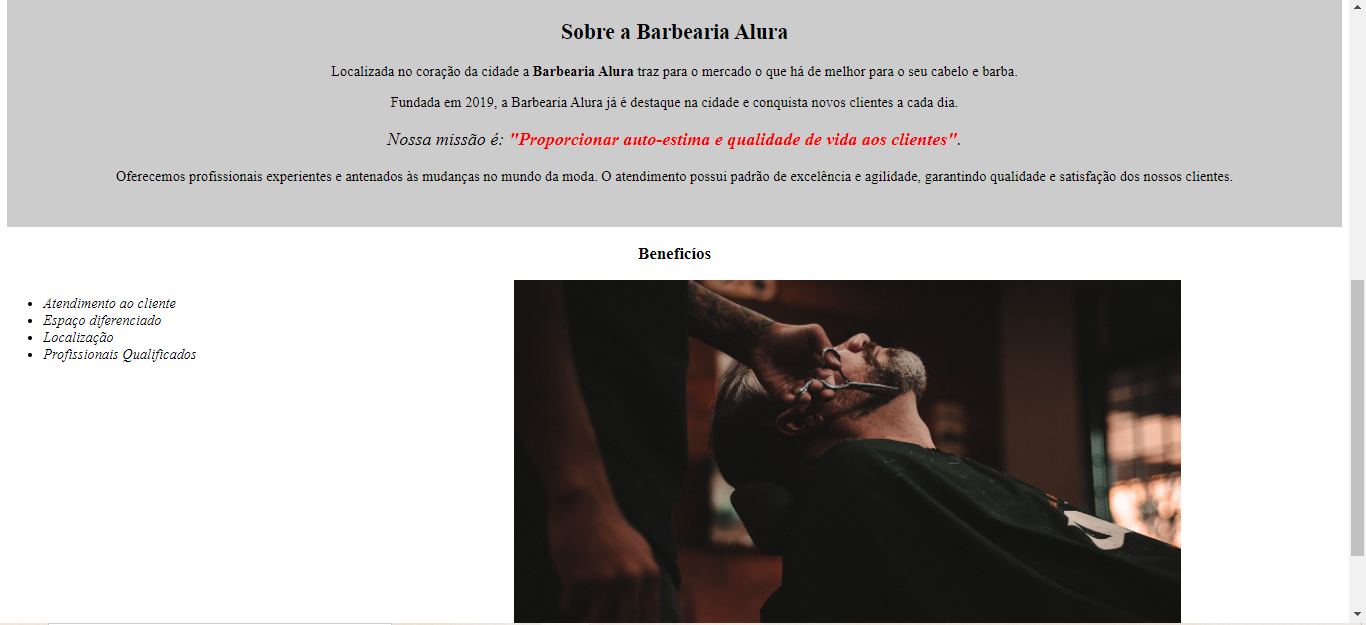 Sobre a Barbearia Alura
Localizada no coração da cidade a Barbearia Alura traz para o mercado o que há de melhor para o seu cabelo e barba.
Fundada em 2019, a Barbearia Alura já é destaque na cidade e conquista novos clientes a cada dia.
Nossa missão é: "Proporcionar auto-estima e qualidade de vida aos clientes".
Oferecemos profissionais experientes e antenados às mudanças no mundo da moda. O atendimento possui padrão de excelência e agilidade, garantindo qualidade e satisfação dos nossos clientes.
Beneficíos
Atendimento ao cliente
Espaço diferenciado
Localização
Profissionais Qualificados